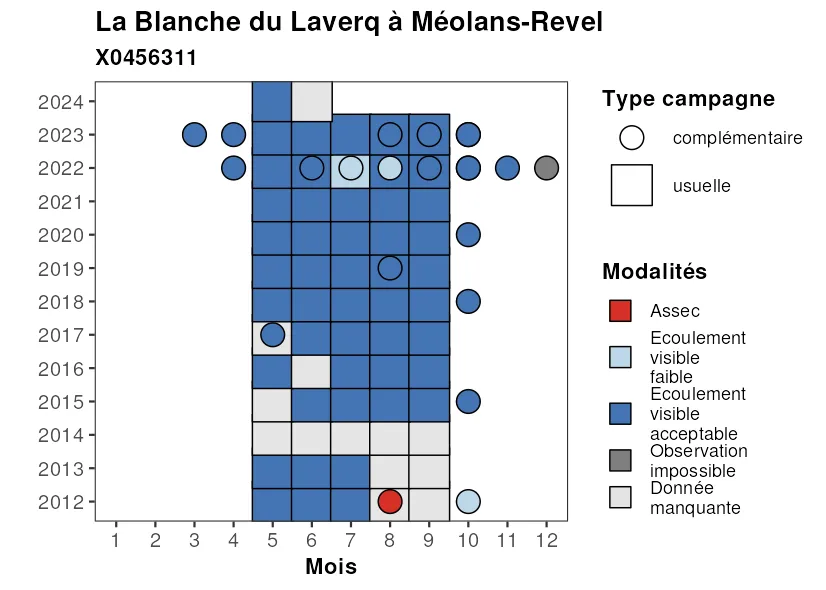 La Blanche du Laverq à Méolans-Revel
X0456311
2024
2023
2022
2021
2020
2019
2018
2017
2016
2015
2014
2013
2012
1 2 3 4 5 6 7 8 9 10 11 12
Mois
Type campagne
complémentaire
usuelle
Modalités
Assec
Ecoulement
visible
faible
Ecoulement
visible
acceptable
Observation
impossible
Donnée
manquante